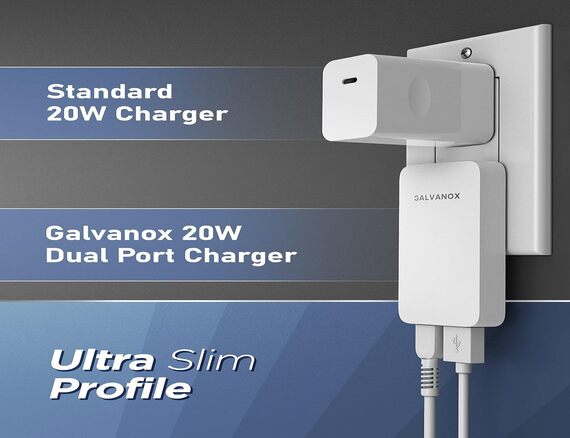 Standard
20W Charger
GALVANOX
Galvanox 20W
Dual Port Charger
Ultra Slim
Profile